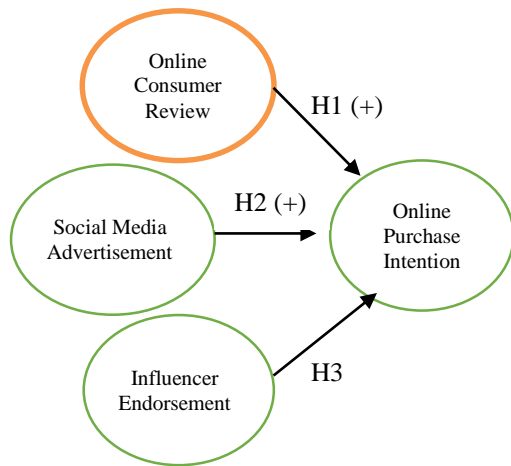 Online
Consumer
Review
H1 (+)
Social Media
Advertisement
H2 (+)
Online
Purchase
Intention
Influencer
Endorsement
H3